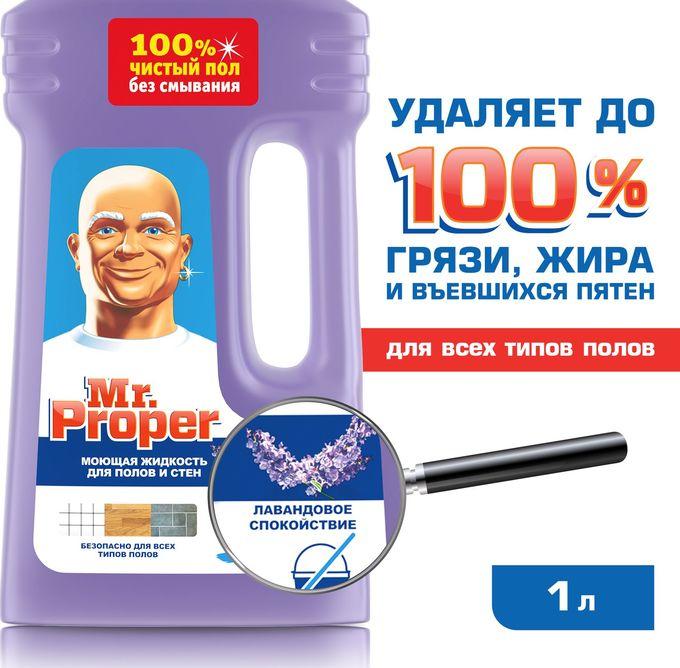 100%
чистый пол
без смывания
УДАЛЯЕТ ДО
100%
ГРЯЗИ, ЖИРА
И ВЪЕВШИХСЯ ПЯТЕН
для всех типов полов
Mr.
Proper
МОЮЩАЯ ЖИДКОСТЬ
ДЛЯ ПОЛОВ И СТЕН
БЕЗОПАСНО ДЛЯ ВСЕХ
ТИПОВ ПОЛОВ
ЛАВАНДОВОЕ
СПОКОЙСТВИЕ
1 л